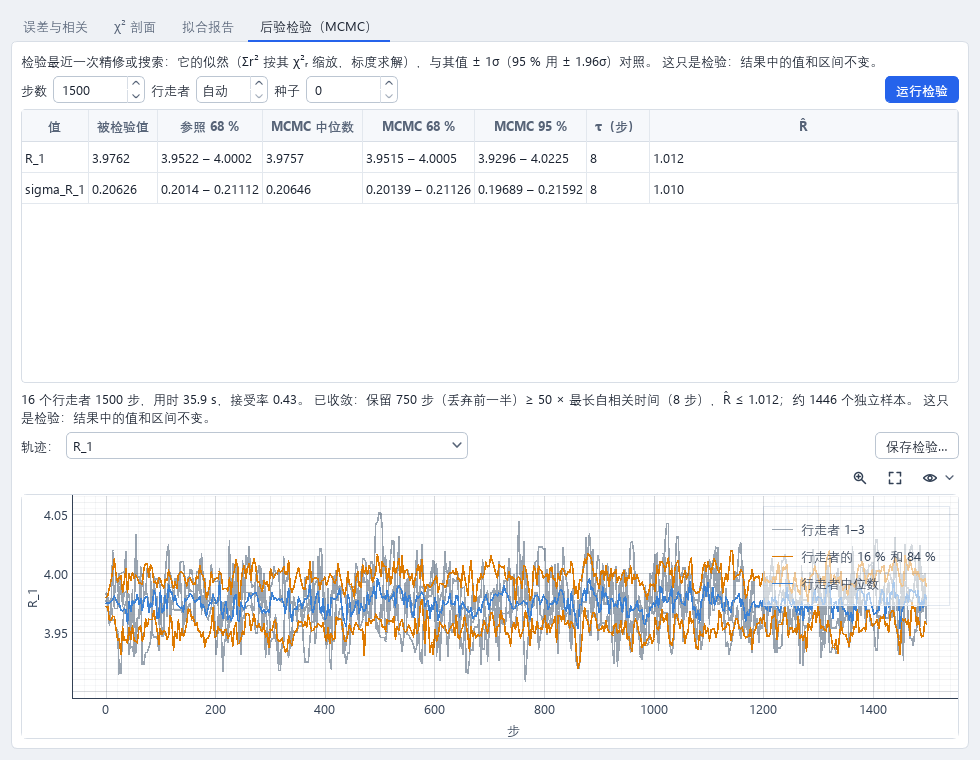 误差与相关 χ² 剖面 拟合报告 后验检验（MCMC）
检验最近一次精修或搜索：它的似然（Σr² 按其 χ²ᵣ 缩放，标度求解），与其值 ± 1σ（95 % 用 ± 1.96σ）对照。 这只是检验：结果中的值和区间不变。
步数 1500 行走者 自动 种子 0 运行检验
值 被检验值 参照 68 % MCMC 中位数 MCMC 68 % MCMC 95 % τ（步） R̂
R_1 3.9762 3.9522 – 4.0002 3.9757 3.9515 – 4.0005 3.9296 – 4.0225 8 1.012
sigma_R_1 0.20626 0.2014 – 0.21112 0.20646 0.20139 – 0.21126 0.19689 – 0.21592 8 1.010
16 个行走者 1500 步，用时 35.9 s，接受率 0.43。 已收敛：保留 750 步（丢弃前一半）≥ 50 × 最长自相关时间（8 步），R̂ ≤ 1.012；约 1446 个独立样本。 这只
是检验：结果中的值和区间不变。
轨迹： R_1 保存检验...
行走者 1–3
行走者的 16 % 和 84 %
行走者中位数
4.05
4.00
3.95
R_1
0 200 400 600 800 1000 1200 1400
步